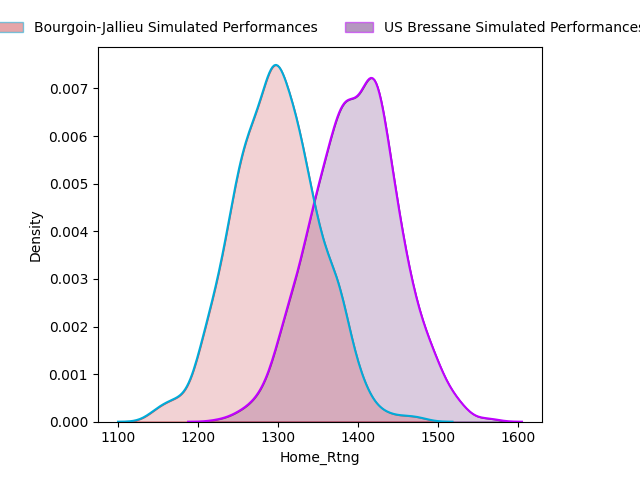 Bourgoin-Jallieu Simulated Performances US Bressane Simulated Performances
0.007
0.006
0.005
0.004
0.003
0.002
0.001
0.000
Density
1100 1200 1300 1400 1500 1600
Home_Rtng